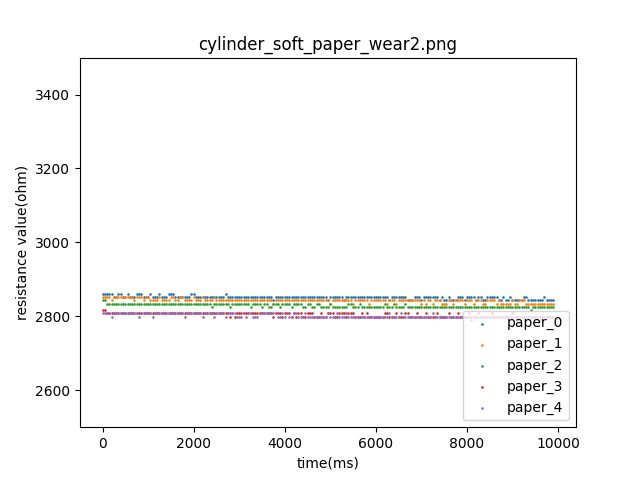 cylinder_soft_paper_wear2.png
resistance value(ohm)
3400
3200
3000
2800
2600
paper_0
paper_1
paper_2
paper_3
paper_4
0 2000 4000 6000 8000 10000
time(ms)